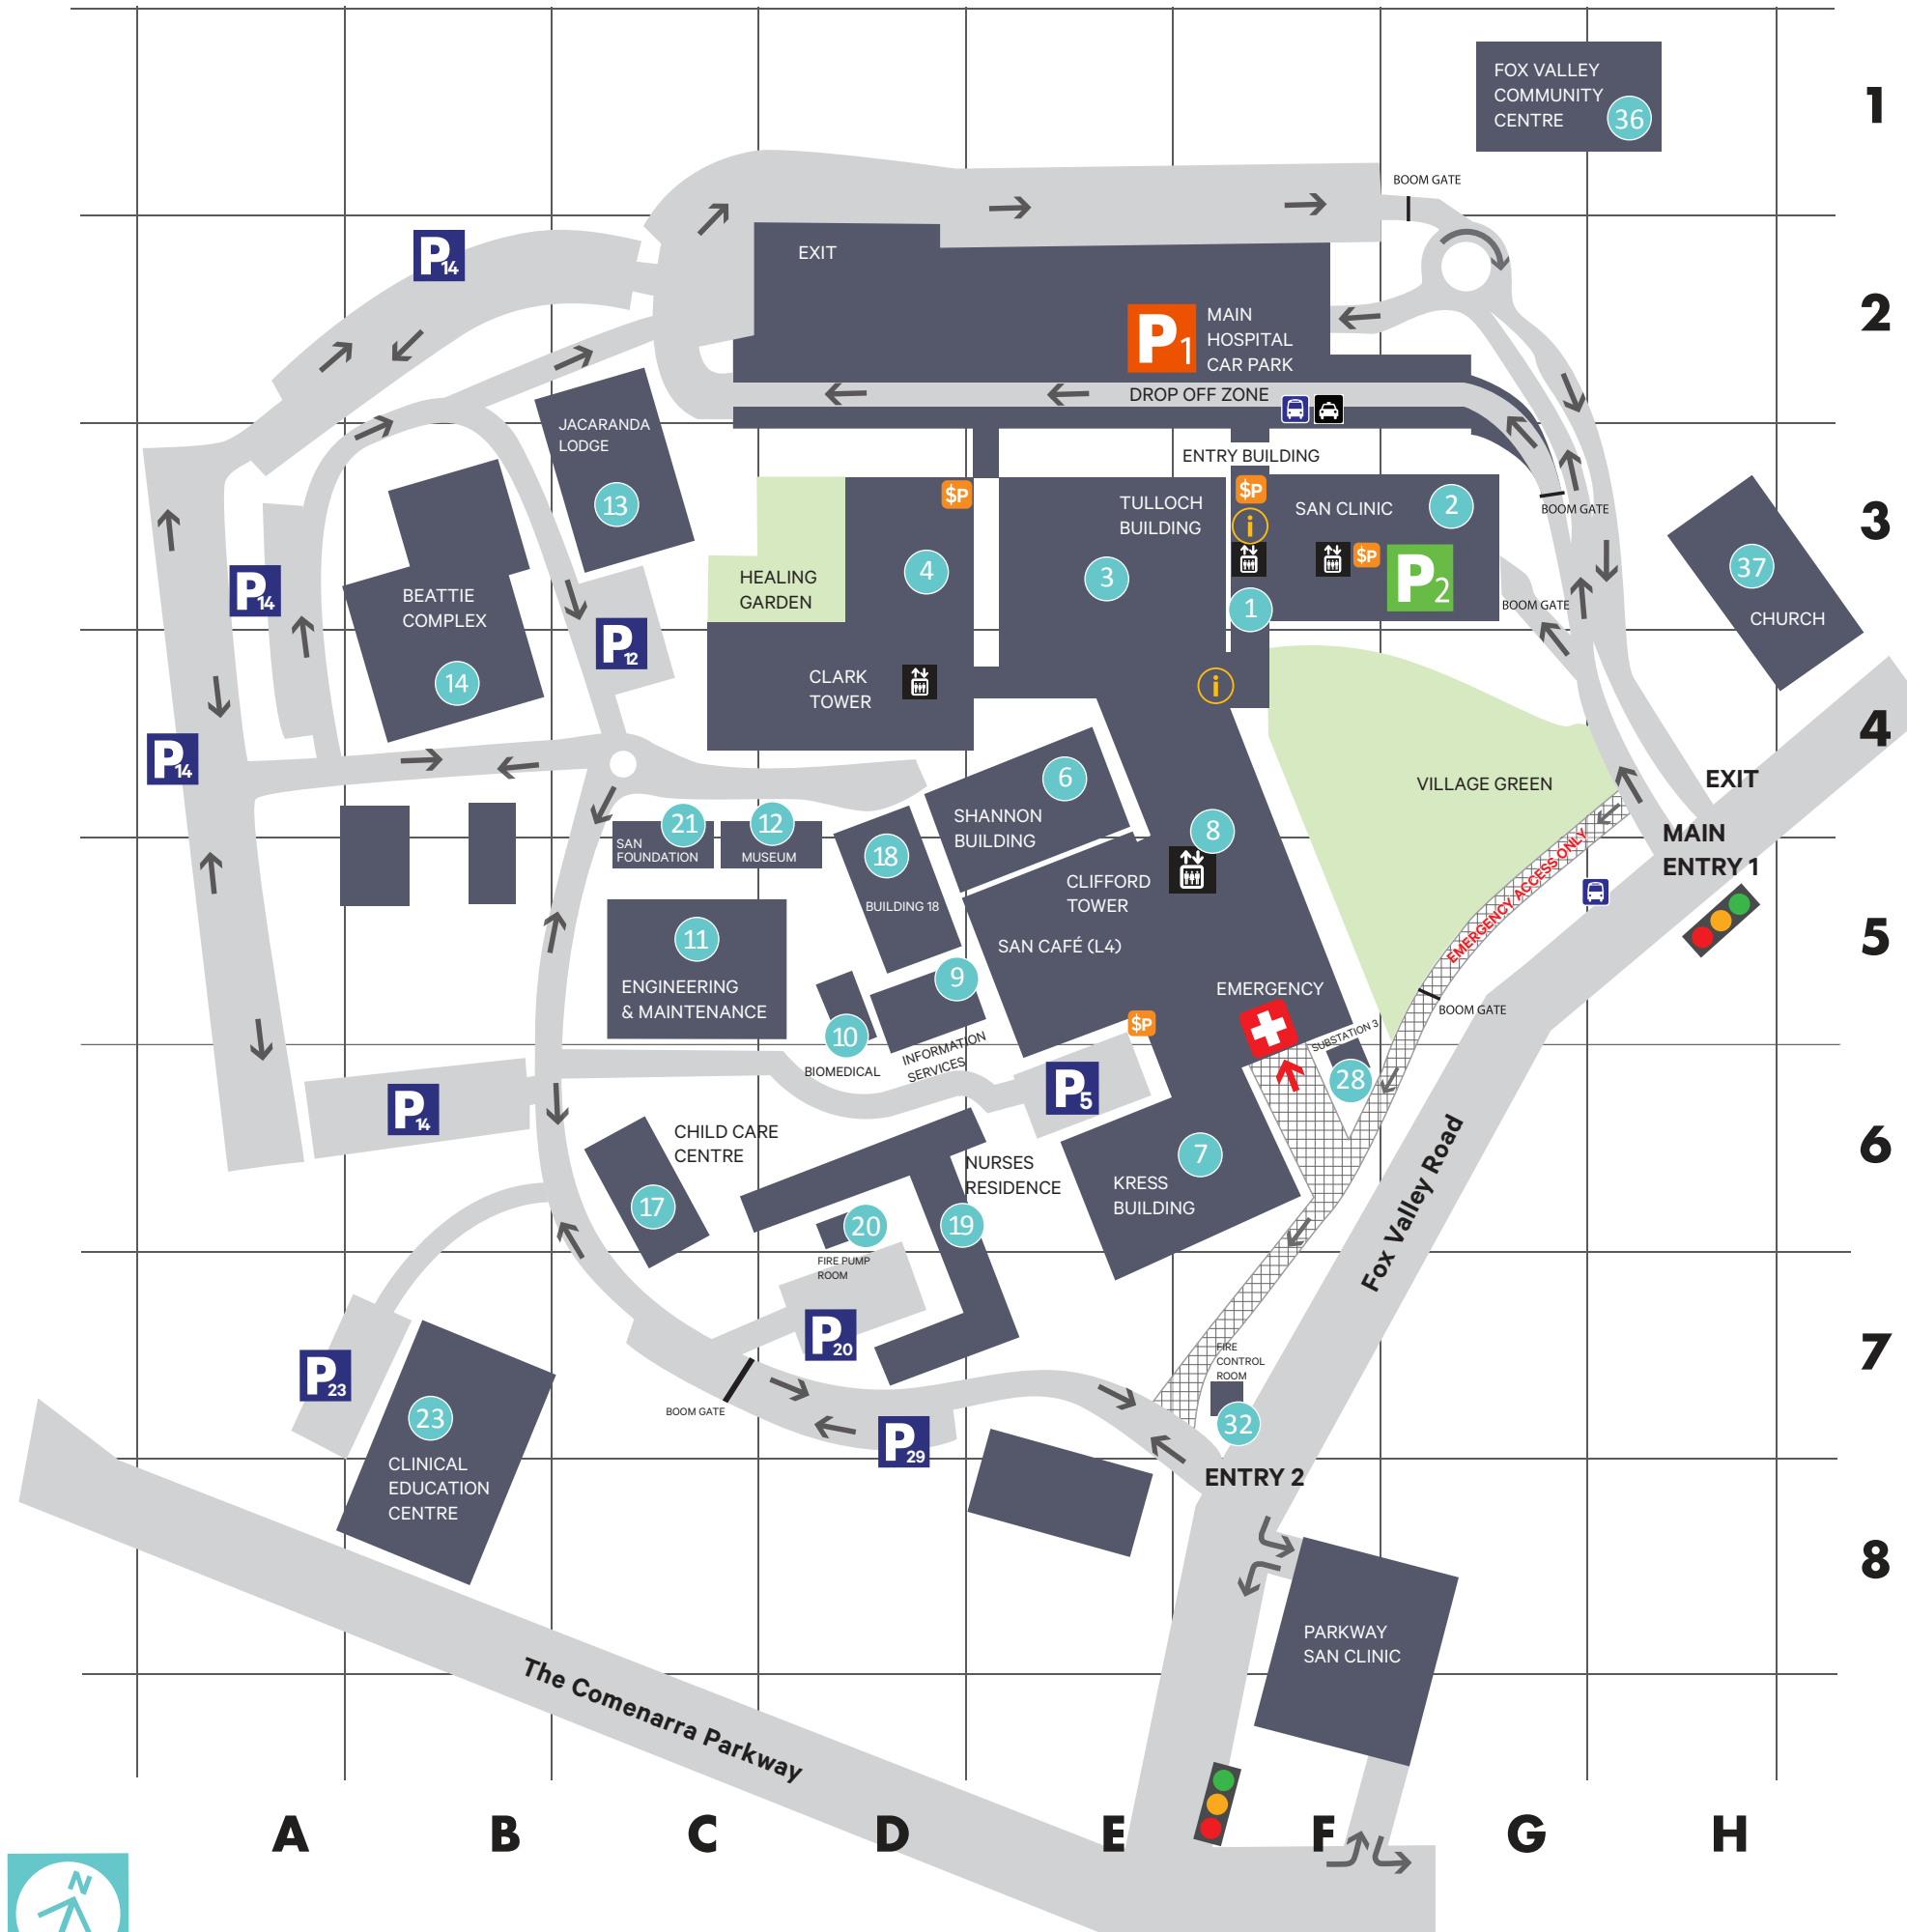 1
FOX VALLEY
COMMUNITY
CENTRE
36
BOOM GATE
P14
EXIT
2
P1
MAIN
HOSPITAL
CAR PARK
DROP OFF ZONE
JACARANDA
LODGE
13
ENTRY BUILDING
$P
$P
i
TULLOCH
BUILDING
SAN CLINIC
2
BOOM GATE
3
P14
BEATTIE
COMPLEX
14
HEALING
GARDEN
4
3
$P
P2
1
BOOM GATE
37
CHURCH
P12
CLARK
TOWER
i
4
P14
6
SHANNON
BUILDING
8
VILLAGE GREEN
EXIT
MAIN
ENTRY 1
21
SAN
FOUNDATION
12
MUSEUM
18
BUILDING 18
CLIFFORD
TOWER
SAN CAFÉ (L4)
EMERGENCY ACCESS ONLY
5
11
ENGINEERING
& MAINTENANCE
9
10
BIOMEDICAL
INFORMATION
SERVICES
EMERGENCY
$P
SUBSTATION 3
28
BOOM GATE
P14
P5
6
CHILD CARE
CENTRE
17
NURSES
RESIDENCE
19
20
FIRE PUMP
ROOM
7
KRESS
BUILDING
Fox Valley Road
P20
7
P23
23
CLINICAL
EDUCATION
CENTRE
BOOM GATE
P29
FIRE
CONTROL
ROOM
32
ENTRY 2
8
PARKWAY
SAN CLINIC
The Comenarra Parkway
A
B
C
D
E
F
G
H
N